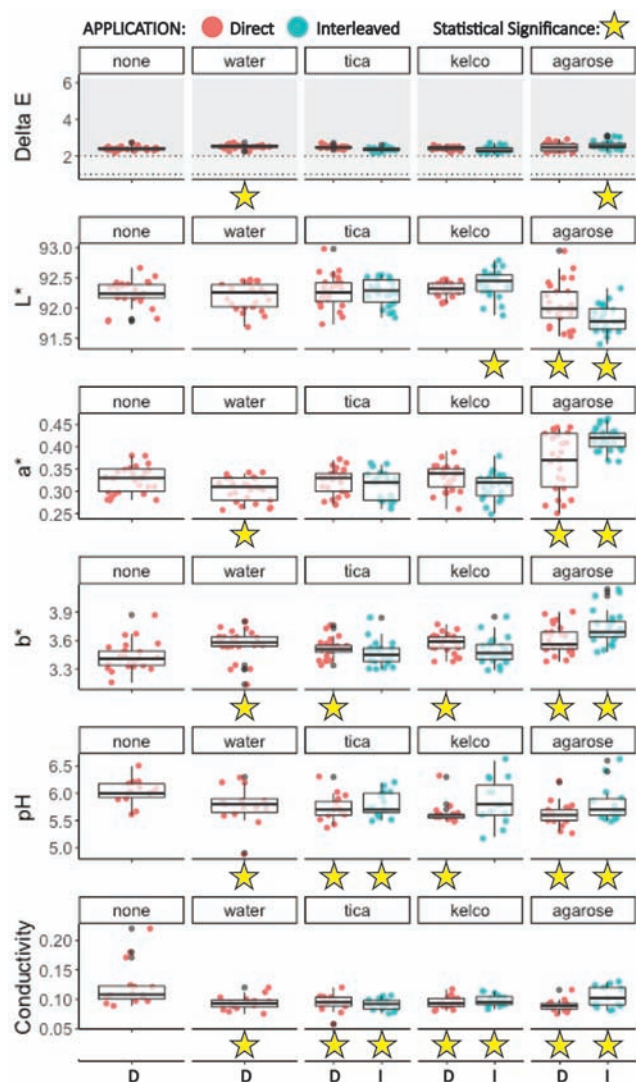 APPLICATION: Direct Interleaved Statistical Significance:
none water tica kelco agarose
Delta E
6
4
2
none water tica kelco agarose
L*
93.0
92.5
92.0
91.5
none water tica kelco agarose
a*
0.45
0.40
0.35
0.30
0.25
none water tica kelco agarose
b*
3.9
3.6
3.3
none water tica kelco agarose
pH
6.5
6.0
5.5
5.0
none water tica kelco agarose
Conductivity
0.20
0.15
0.10
0.05
D D D I D I D I